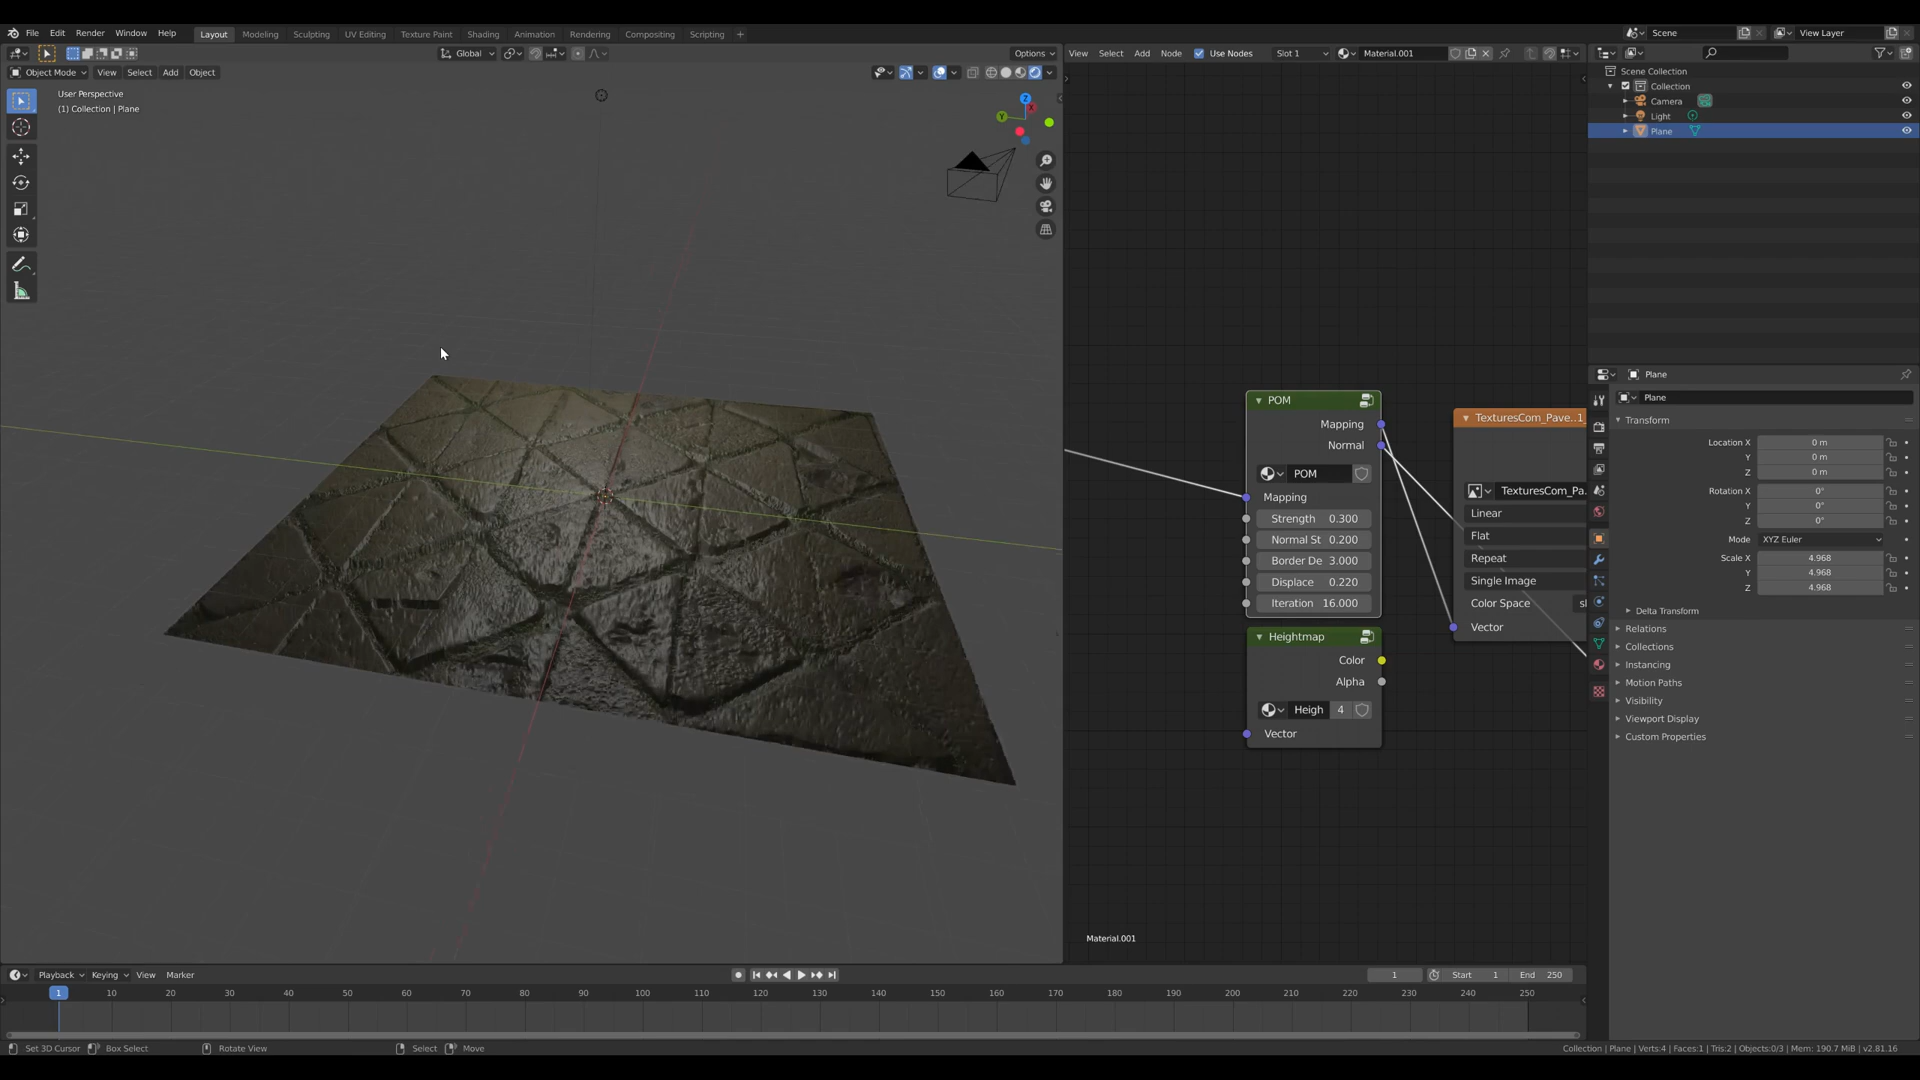 File Edit Render Window Help Layout Modeling Sculpting UV Editing Texture Paint Shading Animation Rendering Compositing Scripting +
Scene
View Layer
Global
Options
View Select Add Node Use Nodes Slot 1 Material.001
Object Mode View Select Add Object
User Perspective
(1) Collection | Plane
Z
X
Y
Scene Collection
Collection
Camera
Light
Plane
POM
Mapping
Normal
POM
Mapping
Strength 0.300
Normal St 0.200
Border De 3.000
Displace 0.220
Iteration 16.000
Heightmap
Color
Alpha
Heigh 4
Vector
TexturesCom_Pave..1_
TexturesCom_Pa.
Linear
Flat
Repeat
Single Image
Color Space
Vector
Material.001
Plane
Plane
Transform
Location X 0 m
Y 0 m
Z 0 m
Rotation X 0°
Y 0°
Z 0°
Mode XYZ Euler
Scale X 4.968
Y 4.968
Z 4.968
Delta Transform
Relations
Collections
Instancing
Motion Paths
Visibility
Viewport Display
Custom Properties
Playback Keying View Marker
1 Start 1 End 250
1 10 20 30 40 50 60 70 80 90 100 110 120 130 140 150 160 170 180 190 200 210 220 230 240 250
Set 3D Cursor Box Select Rotate View Select Move
Collection | Plane | Verts:4 | Faces:1 | Tris:2 | Objects:0/3 | Mem: 190.7 MiB | v2.81.16